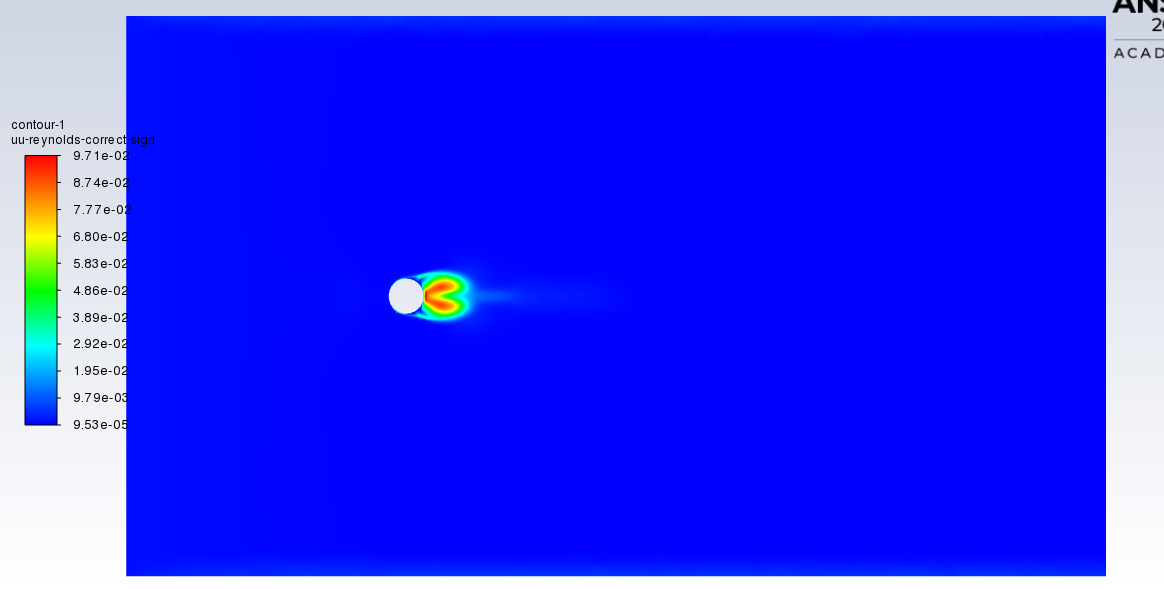 ANS
20
ACAD
contour-1
uu-reynolds-correct-sign
9.71e-02
8.74e-02
7.77e-02
6.80e-02
5.83e-02
4.86e-02
3.89e-02
2.92e-02
1.95e-02
9.79e-03
9.53e-05